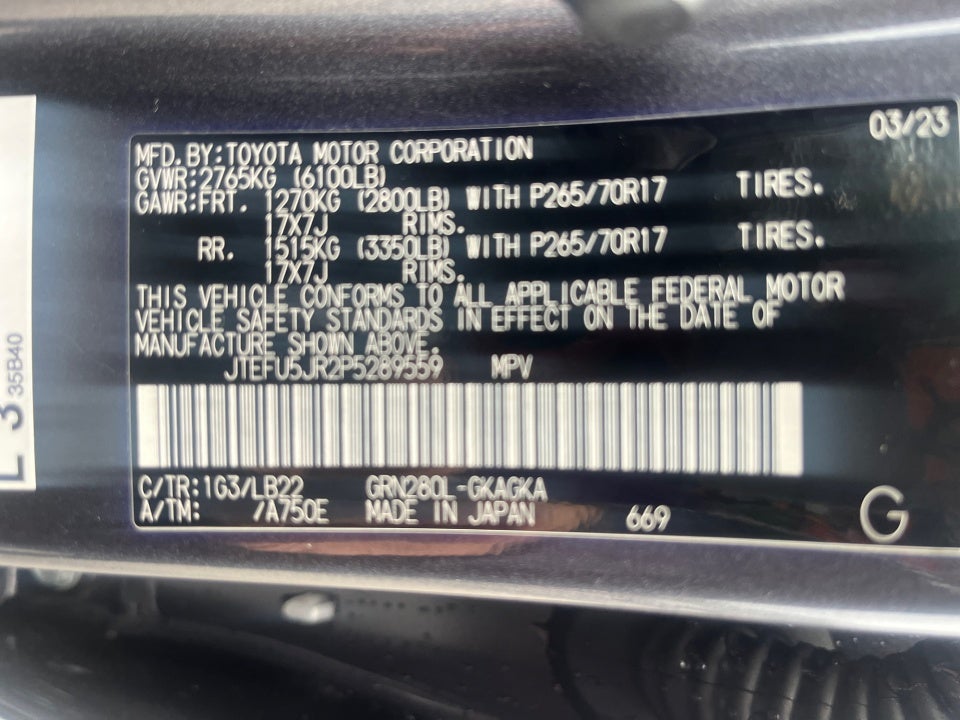 03/23
MFD.BY:TOYOTA MOTOR CORPORATION
GVWR:2765KG (6100LB)
GAWR:FRT. 1270KG (2800LB) WITH P265/70R17 TIRES.
17X7J RIMS.
RR. 1515KG (3350LB) WITH P265/70R17 TIRES.
17X7J RIMS.
THIS VEHICLE CONFORMS TO ALL APPLICABLE FEDERAL MOTOR
VEHICLE SAFETY STANDARDS IN EFFECT ON THE DATE OF
MANUFACTURE SHOWN ABOVE.
JTEFU5JR2P5289559 MPV
C/TR:1G3/LB22 GRN280L-GKAGKA
A/TM: /A750E MADE IN JAPAN 669
G
3 35B40